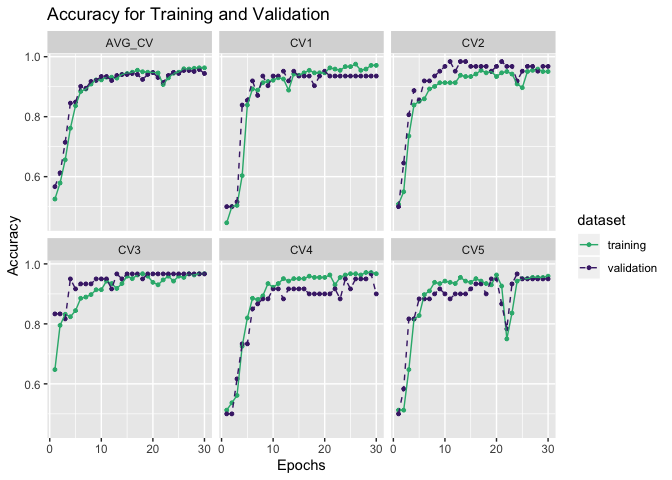 Accuracy for Training and Validation
AVG_CV
CV1
CV2
1.0
0.8
0.6
CV3
CV4
CV5
1.0
0.8
0.6
0
10
20
30
0
10
20
30
0
10
20
30
Epochs
Accuracy
dataset
training
validation